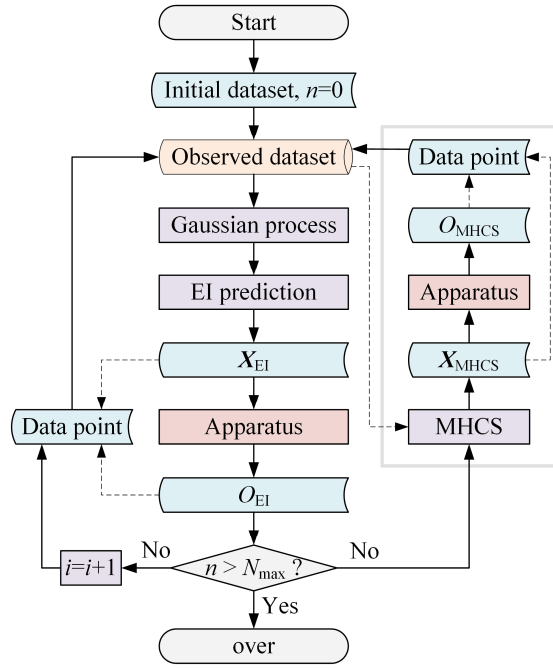 Start
Initial dataset, n=0
Observed dataset
Gaussian process
EI prediction
X_EI
Apparatus
O_EI
n > N_max ?
Yes
over
No
i=i+1
Data point
No
MHCS
X_MHCS
Apparatus
O_MHCS
Data point